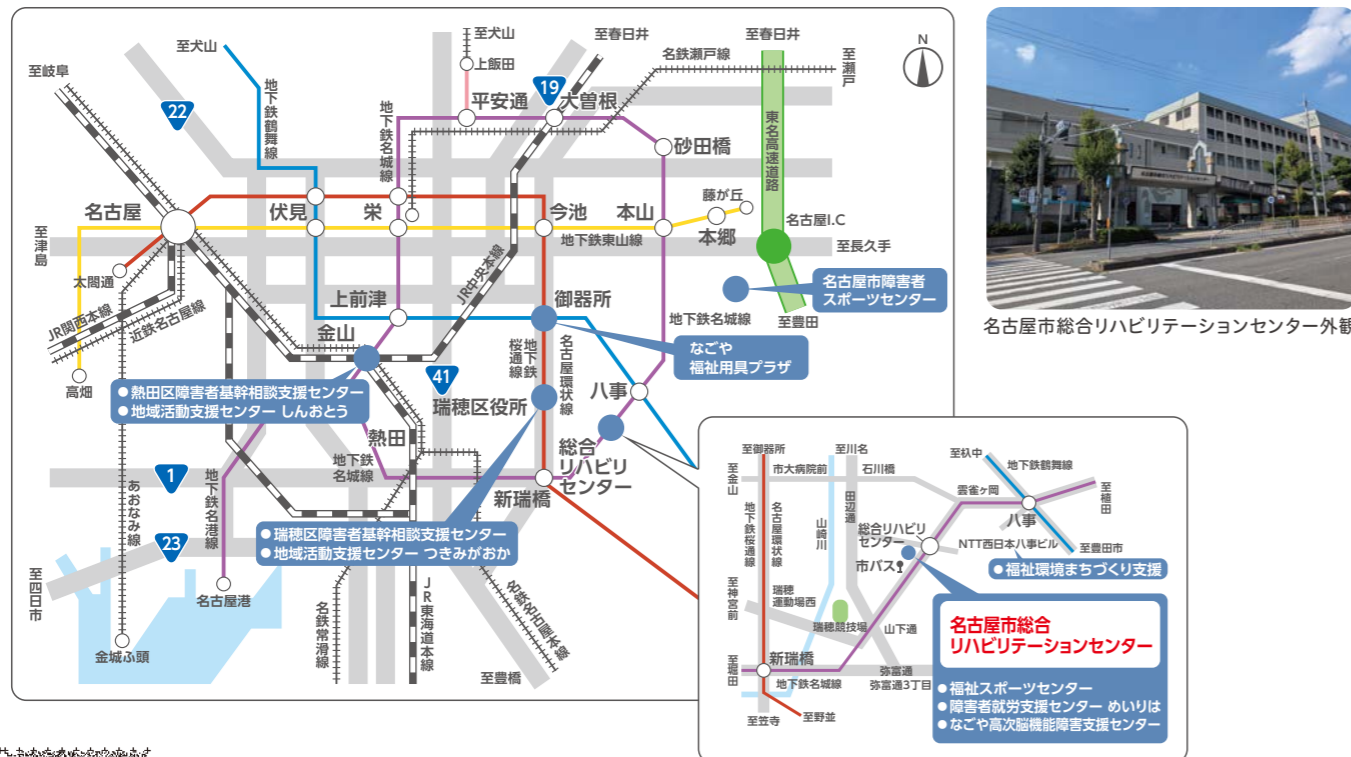 至犬山
至犬山
至春日井
至春日井
N
至岐阜
上飯田
名鉄瀬戸線
至瀬戸
22
地下鉄鶴舞線
地下鉄名城線
平安通
19
大曽根
砂田橋
東名高速道路
名古屋
伏見
栄
今池
本山
藤が丘
本郷
名古屋I.C
至津島
地下鉄東山線
至長久手
太閤通
JR中央本線
上前津
御器所
名古屋市障害者
スポーツセンター
JR関西本線
近鉄名古屋線
金山
地下鉄名城線
至豊田
高畑
地下鉄
桜通線
名古屋環状線
なごや
福祉用具プラザ
● 熱田区障害者基幹相談支援センター
● 地域活動支援センター しんおとう
41
瑞穂区役所
八事
熱田
地下鉄
名城線
総合
リハビリ
センター
新瑞橋
1
あおなみ線
地下鉄名港線
23
● 瑞穂区障害者基幹相談支援センター
● 地域活動支援センター つきみがおか
至四日市
名古屋港
金城ふ頭
名鉄常滑線
JR東海道本線
名鉄名古屋本線
至豊橋
名古屋市総合リハビリテーションセンター外観
至御器所
至川名
至杁中
至金山
市大病院前
石川橋
地下鉄鶴舞線
雲雀ヶ岡
至植田
田辺通
地下鉄桜通線
名古屋環状線
山崎川
総合リハビリ
センター
八事
市バス
NTT西日本八事ビル
至豊田市
● 福祉環境まちづくり支援
至神宮前
瑞穂
運動場西
瑞穂競技場
山下通
名古屋市総合
リハビリテーションセンター
至堀田
新瑞橋
地下鉄名城線
弥富通
弥富通3丁目
● 福祉スポーツセンター
● 障害者就労支援センター めいりは
● なごや高次脳機能障害支援センター
至笠寺
至野並